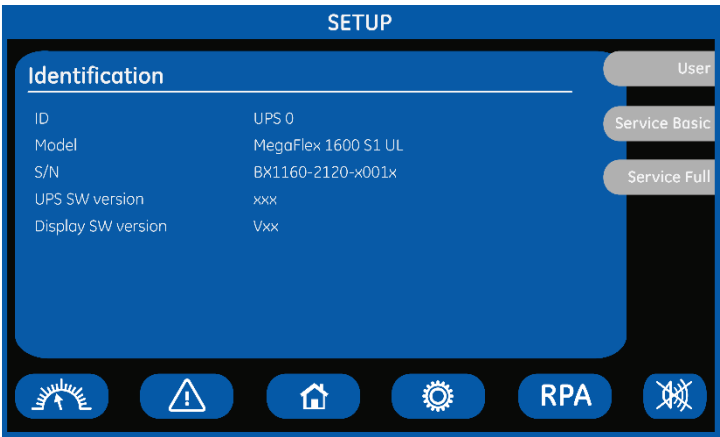 SETUP
Identification
User
ID UPS 0
Model MegaFlex 1600 S1 UL
Service Basic
S/N BX1160-2120-x001x
Service Full
UPS SW version xxx
Display SW version Vxx
RPA